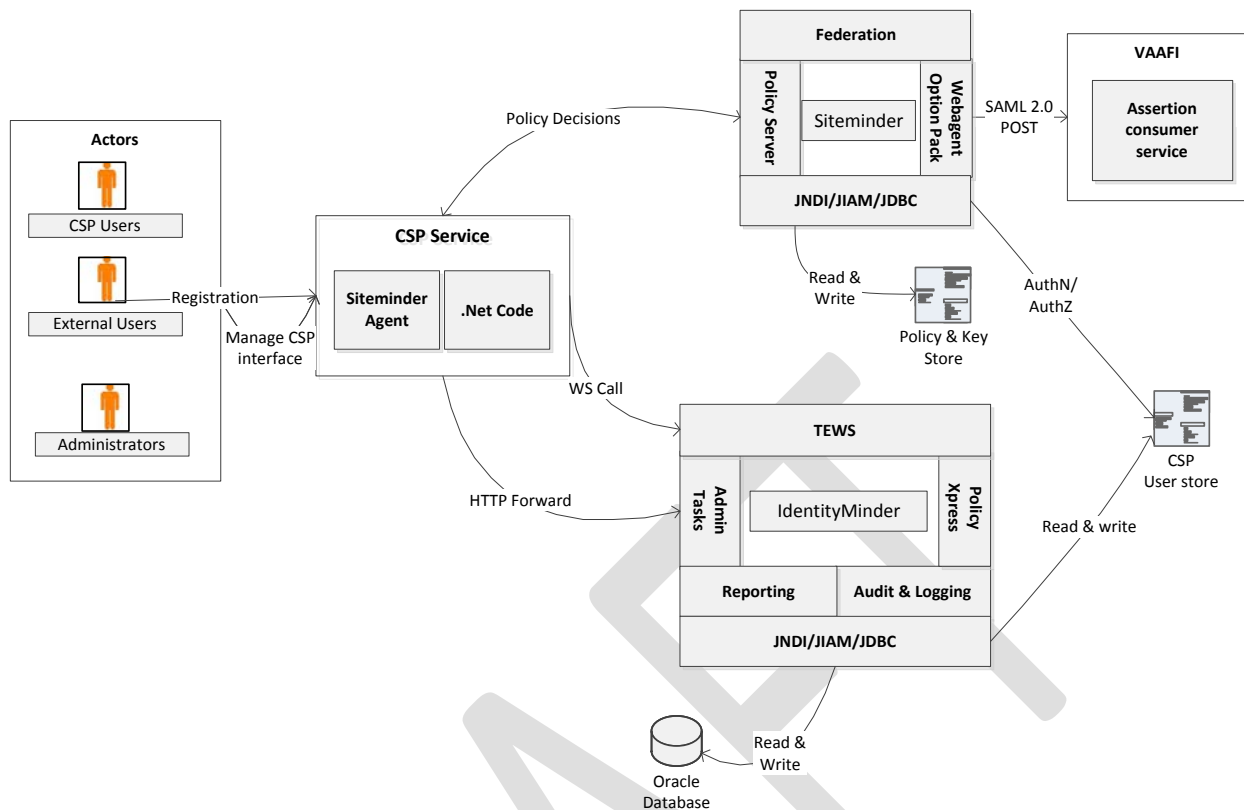 Actors
CSP Users
External Users
Administrators
Registration
Manage CSP
interface
CSP Service
Siteminder
Agent
.Net Code
Policy Decisions
WS Call
HTTP Forward
Federation
Policy Server
Siteminder
Webagent
Option Pack
JNDI/JIAM/JDBC
SAML 2.0
POST
VAAFI
Assertion
consumer
service
Read &
Write
Policy & Key
Store
AuthN/
AuthZ
CSP
User store
TEWS
Admin
Tasks
IdentityMinder
Policy
Xpress
Reporting
Audit & Logging
JNDI/JIAM/JDBC
Read & write
Read &
Write
Oracle
Database